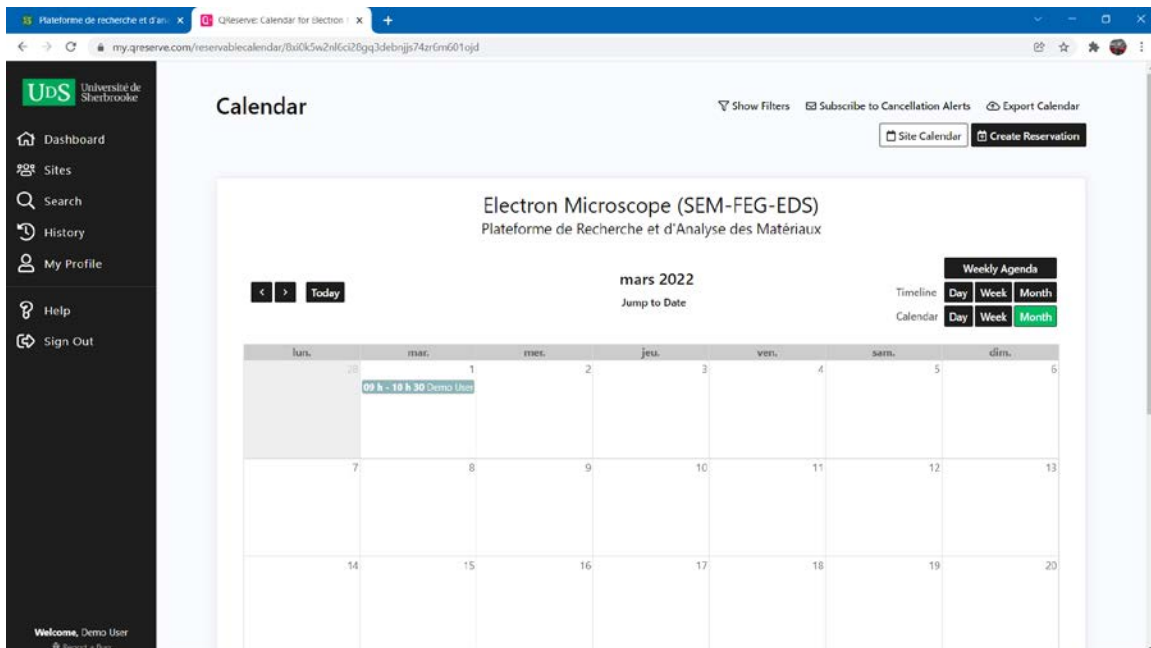 Plateforme de recherche et d'an
QReserve: Calendar for Electron
my.qreserve.com/reservablecalendar/
UDS Université de
Sherbrooke
Dashboard
Sites
Search
History
My Profile
Help
Sign Out
Welcome, Demo User
Report a Bug
Calendar
Show Filters Subscribe to Cancellation Alerts Export Calendar
Site Calendar Create Reservation
Electron Microscope (SEM-FEG-EDS)
Plateforme de Recherche et d'Analyse des Matériaux
< > Today
mars 2022
Jump to Date
Weekly Agenda
Timeline Day Week Month
Calendar Day Week Month
lun. mar. mer. jeu. ven. sam. dim.
28 1 2 3 4 5 6
09 h - 10 h 30 Demo User
7 8 9 10 11 12 13
14 15 16 17 18 19 20